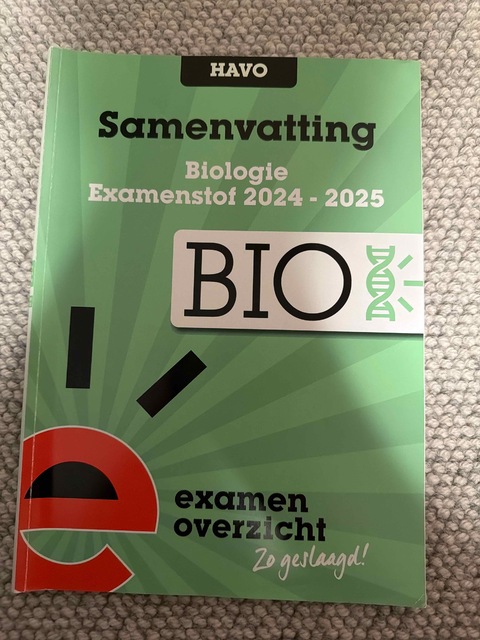 HAVO
Samenvatting
Biologie
Examenstof 2024 - 2025
BIO
e
examen
overzicht
Zo geslaagd!